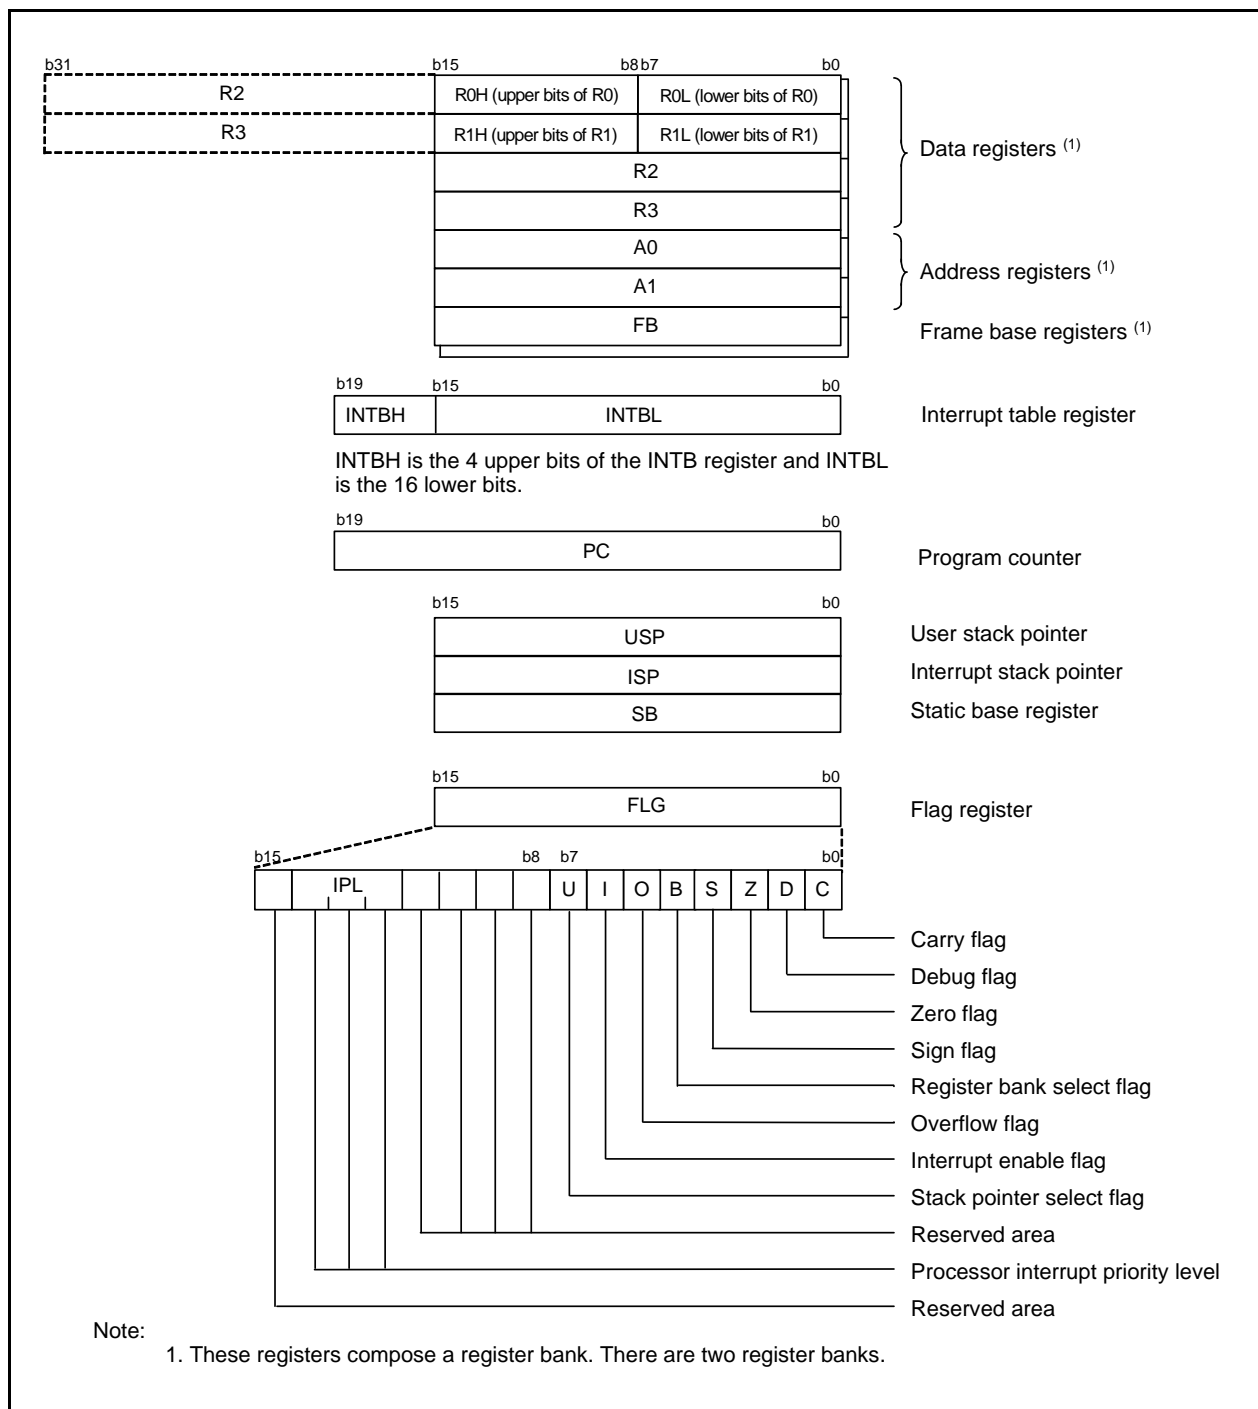 b31 b15 b8 b7 b0
R2 R0H (upper bits of R0) R0L (lower bits of R0)
R3 R1H (upper bits of R1) R1L (lower bits of R1)
Data registers (1)
R2
R3
A0
Address registers (1)
A1
FB
Frame base registers (1)
b19 b15 b0
INTBH INTBL Interrupt table register
INTBH is the 4 upper bits of the INTB register and INTBL
is the 16 lower bits.
b19 b0
PC Program counter
b15 b0
USP User stack pointer
ISP Interrupt stack pointer
SB Static base register
b15 b0
FLG Flag register
b15 b8 b7 b0
IPL U I O B S Z D C
Carry flag
Debug flag
Zero flag
Sign flag
Register bank select flag
Overflow flag
Interrupt enable flag
Stack pointer select flag
Reserved area
Processor interrupt priority level
Reserved area
Note:
1. These registers compose a register bank. There are two register banks.